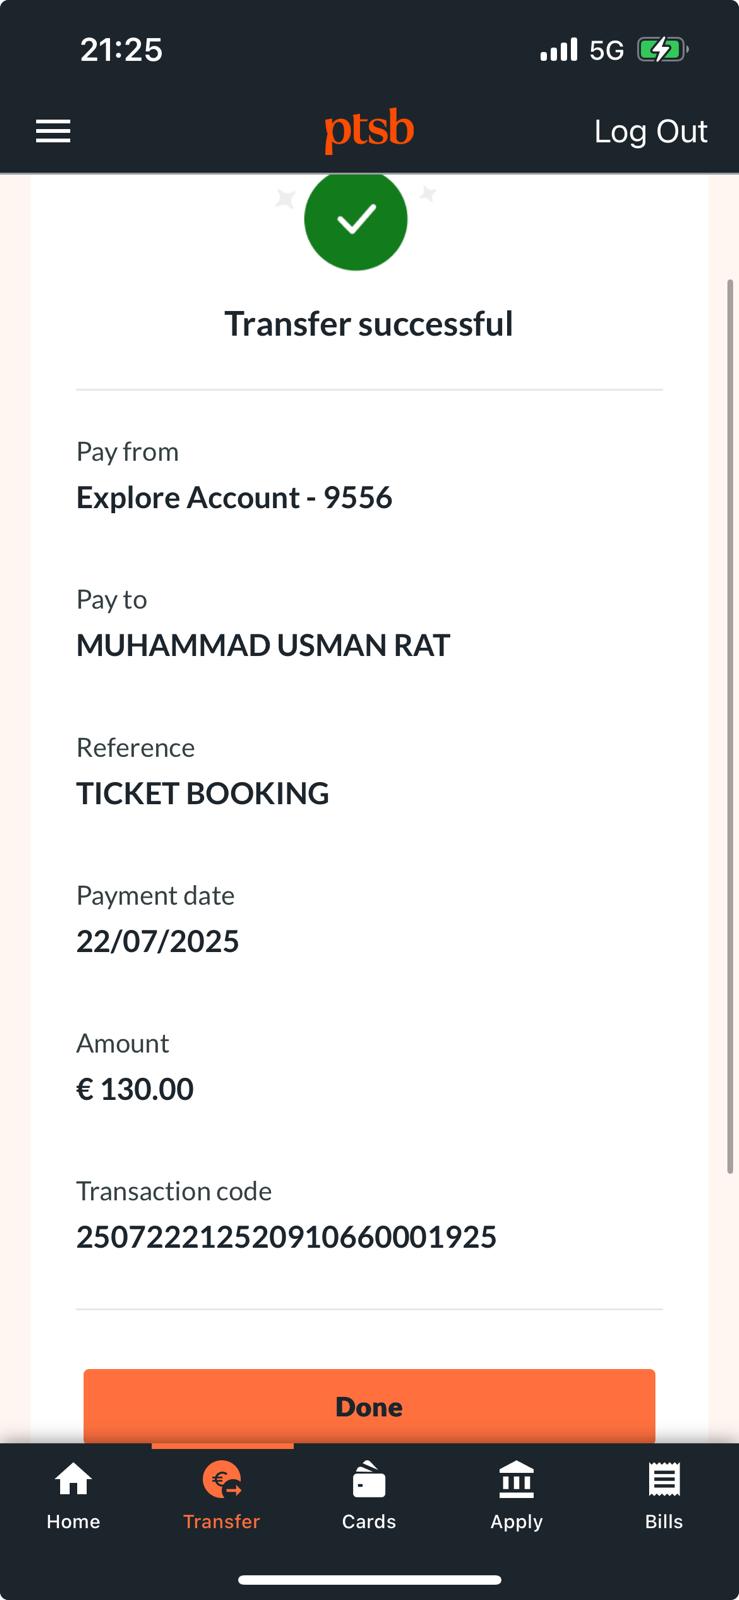 21:25 5G
ptsb Log Out
Transfer successful
Pay from
Explore Account - 9556
Pay to
MUHAMMAD USMAN RAT
Reference
TICKET BOOKING
Payment date
22/07/2025
Amount
€ 130.00
Transaction code
250722212520910660001925
Done
Home Transfer Cards Apply Bills